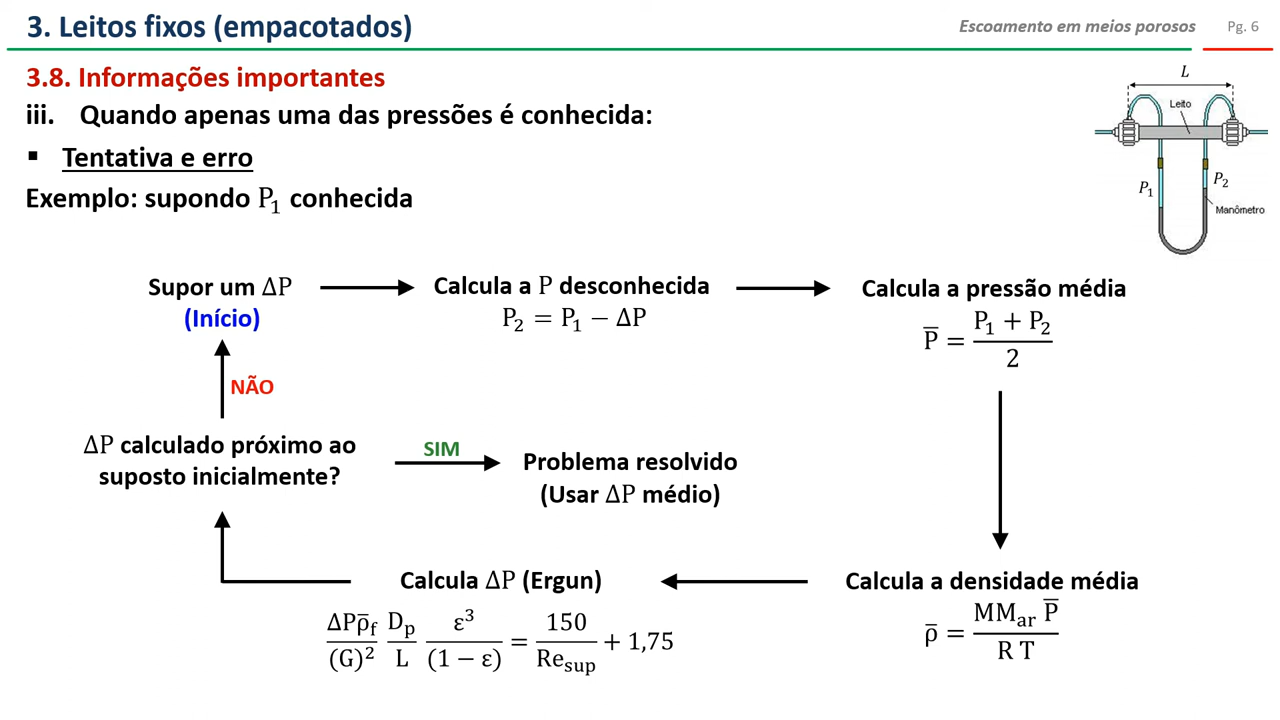 3. Leitos fixos (empacotados)
Escoamento em meios porosos
Pg. 6
3.8. Informações importantes
iii. Quando apenas uma das pressões é conhecida:
▪ Tentativa e erro
Exemplo: supondo P₁ conhecida
L
Leito
P₁
P₂
Manômetro
Supor um ΔP
(Início)
Calcula a P desconhecida
P₂ = P₁ − ΔP
Calcula a pressão média
P̅ = (P₁ + P₂)/2
NÃO
ΔP calculado próximo ao
suposto inicialmente?
SIM
Problema resolvido
(Usar ΔP médio)
Calcula ΔP (Ergun)
ΔPρ̅_f/(G)² D_p/L ε³/(1 − ε) = 150/Re_sup + 1,75
Calcula a densidade média
ρ̅ = MM_ar P̅/R T